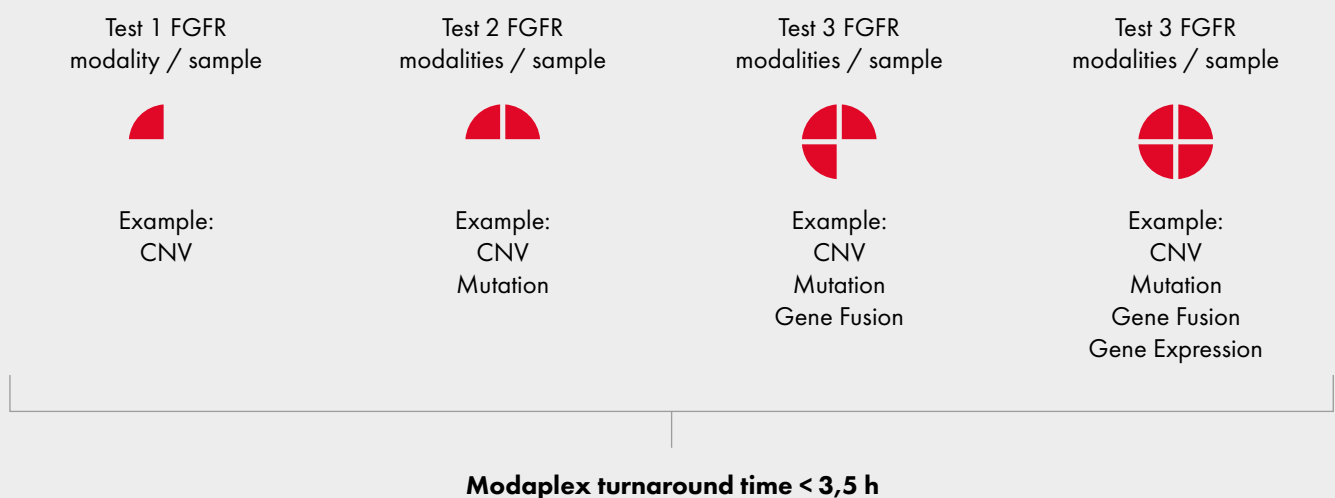 Test 1 FGFR
modality / sample
Example:
CNV
Test 2 FGFR
modalities / sample
Example:
CNV
Mutation
Test 3 FGFR
modalities / sample
Example:
CNV
Mutation
Gene Fusion
Test 3 FGFR
modalities / sample
Example:
CNV
Mutation
Gene Fusion
Gene Expression
Modaplex turnaround time < 3,5 h